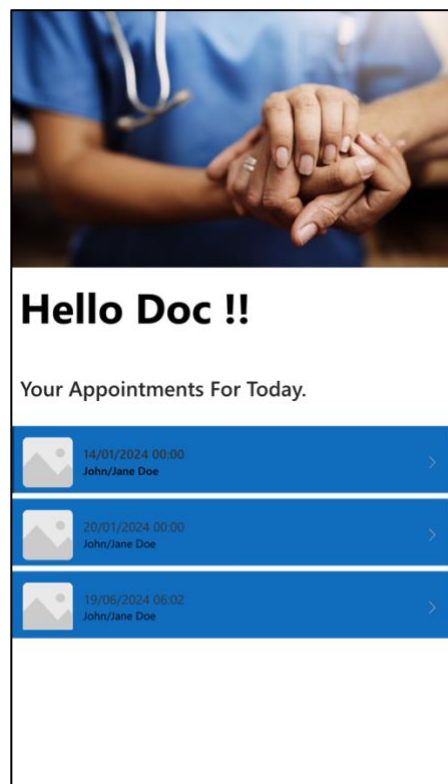 Hello Doc !!
Your Appointments For Today.
14/01/2024 00:00
John/Jane Doe
20/01/2024 00:00
John/Jane Doe
19/06/2024 06:02
John/Jane Doe